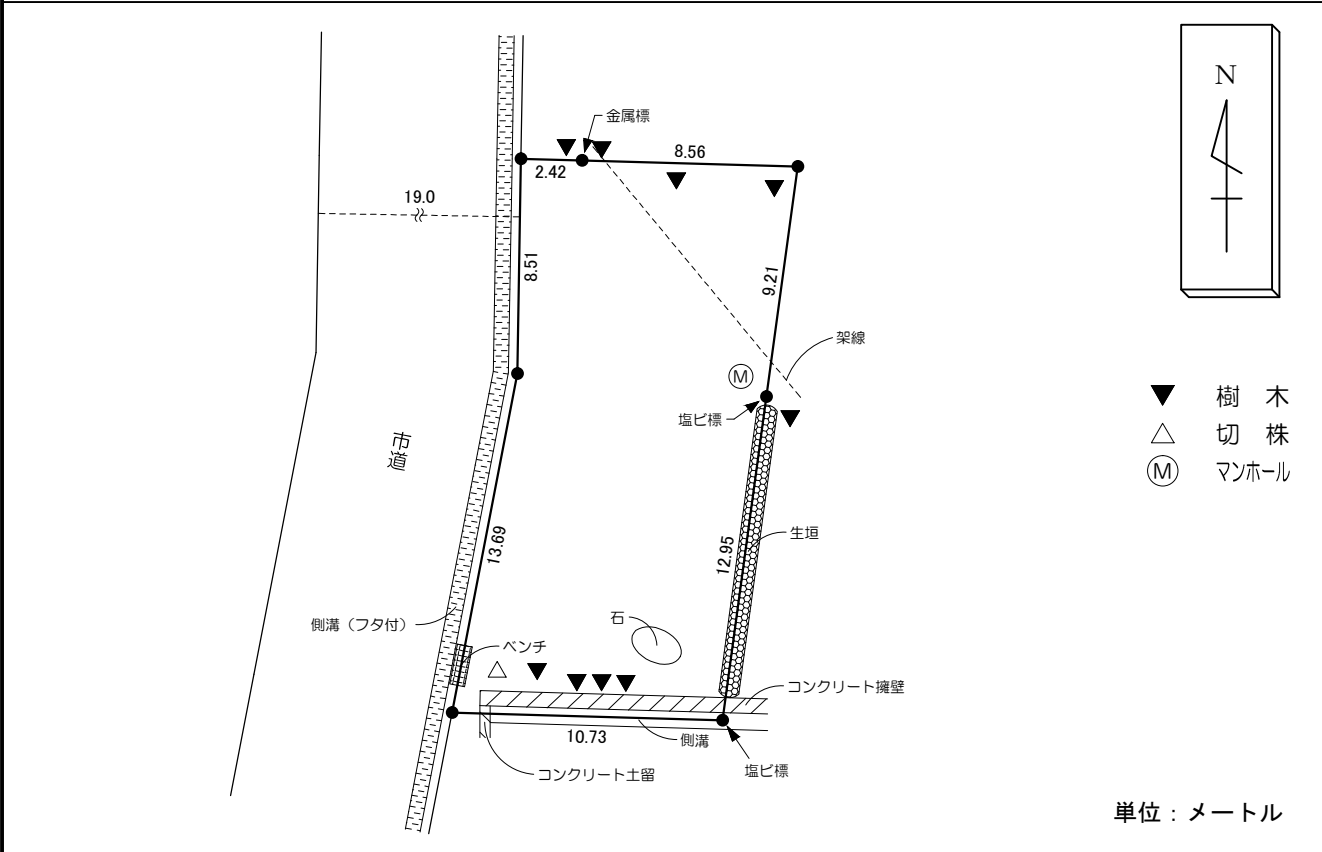 N
金属標
8.56
2.42
19.0
8.51
9.21
架線
M
塩ビ標
樹木
切株
M マンホール
市道
13.69
12.95
生垣
側溝（フタ付）
石
ベンチ
コンクリート擁壁
10.73
側溝
塩ビ標
コンクリート土留
単位：メートル